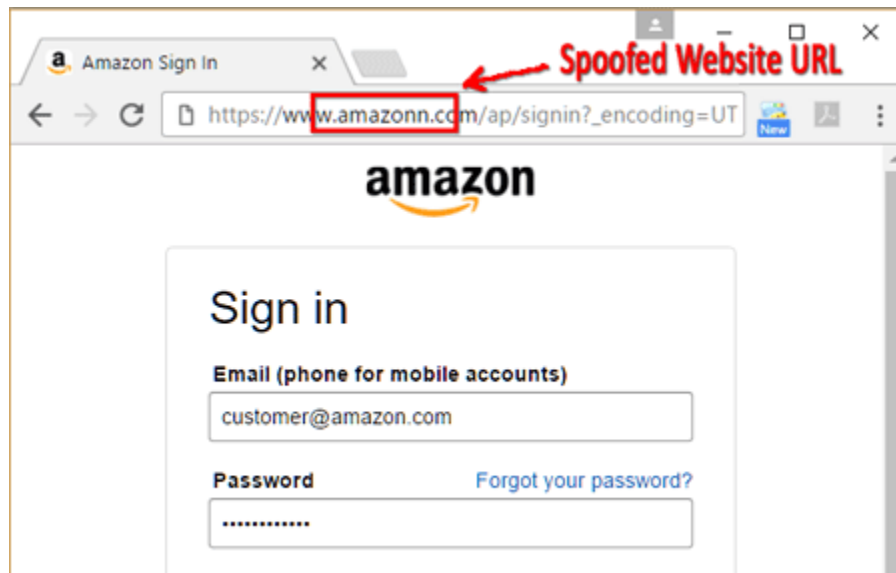 Amazon Sign In
Spoofed Website URL
https://www.amazonn.com/ap/signin?_encoding=UT
New
amazon
Sign in
Email (phone for mobile accounts)
customer@amazon.com
Password Forgot your password?
••••••••••••